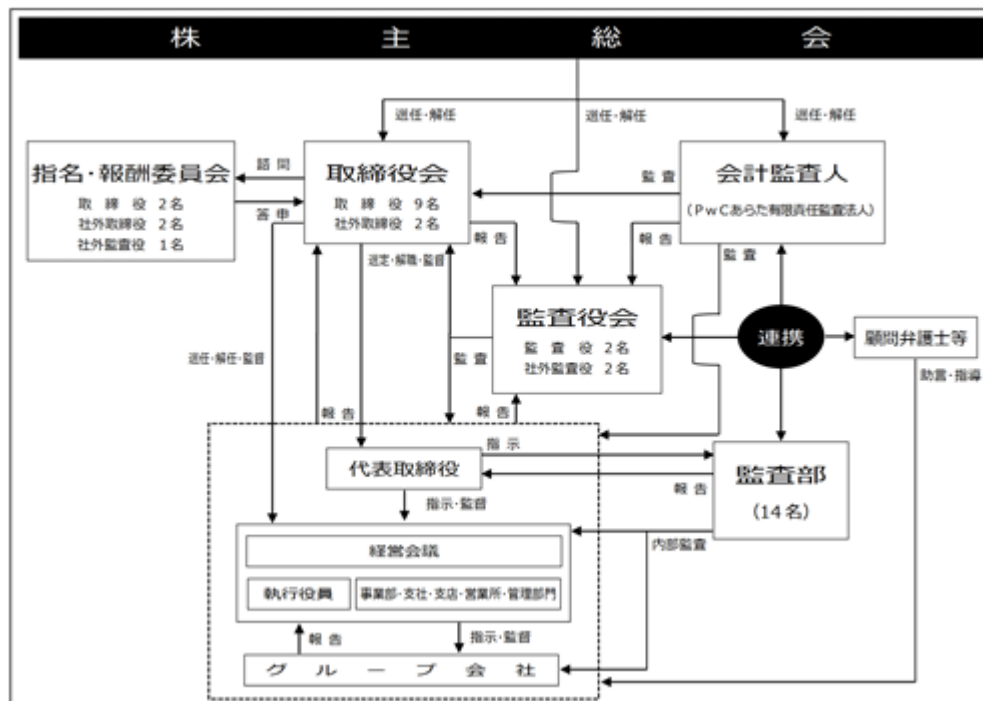 株主総会
選任・解任
選任・解任
選任・解任
指名・報酬委員会
取締役 2名
社外取締役 2名
社外監査役 1名
諮問
答申
取締役会
取締役 9名
社外取締役 2名
監査
会計監査人
(PwCあらた有限責任監査法人)
報告
報告
監査
選定・解職・監督
監査役会
監査役 2名
社外監査役 2名
連携
顧問弁護士等
選任・解任・監督
監査
助言・指導
報告
報告
指示
代表取締役
監査部
(14名)
報告
指示・監督
内部監査
経営会議
執行役員
事業部・支社・支店・営業所・管理部門
報告
指示・監督
グループ会社